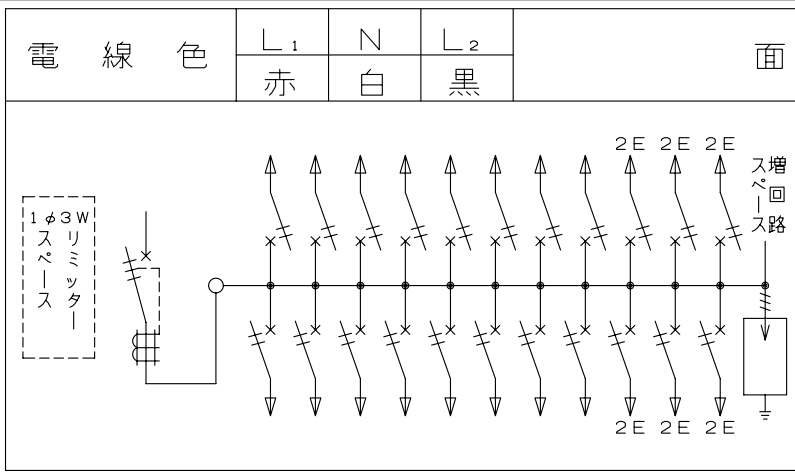 電線色 L₁ N L₂ 面
赤 白 黒
2E 2E 2E
増回路
スペース
1φ3W
リミッター
スペース
2E 2E 2E